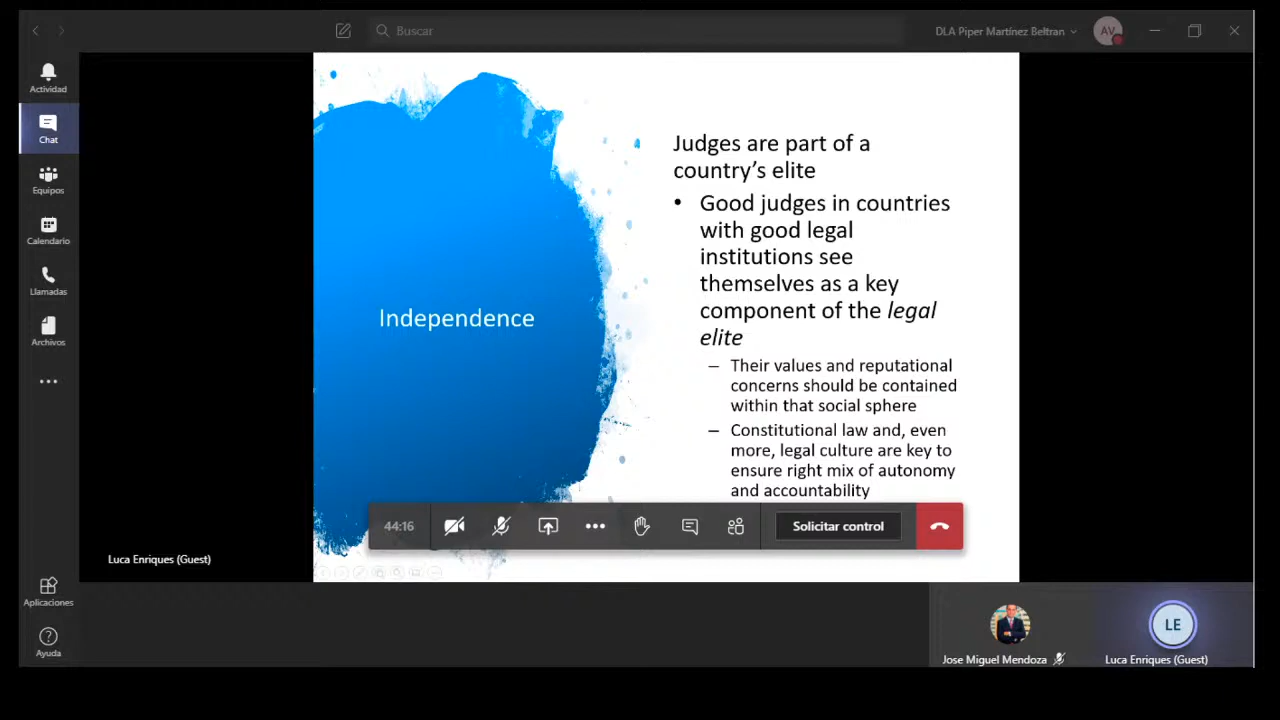 Buscar
DLA Piper Martínez Beltran
AV
Actividad
Chat
Equipos
Calendario
Llamadas
Archivos
Aplicaciones
Ayuda
Independence
Judges are part of a
country's elite
• Good judges in countries
with good legal
institutions see
themselves as a key
component of the legal
elite
– Their values and reputational
concerns should be contained
within that social sphere
– Constitutional law and, even
more, legal culture are key to
ensure right mix of autonomy
and accountability
44:16
Solicitar control
Luca Enriques (Guest)
Jose Miguel Mendoza
LE
Luca Enriques (Guest)